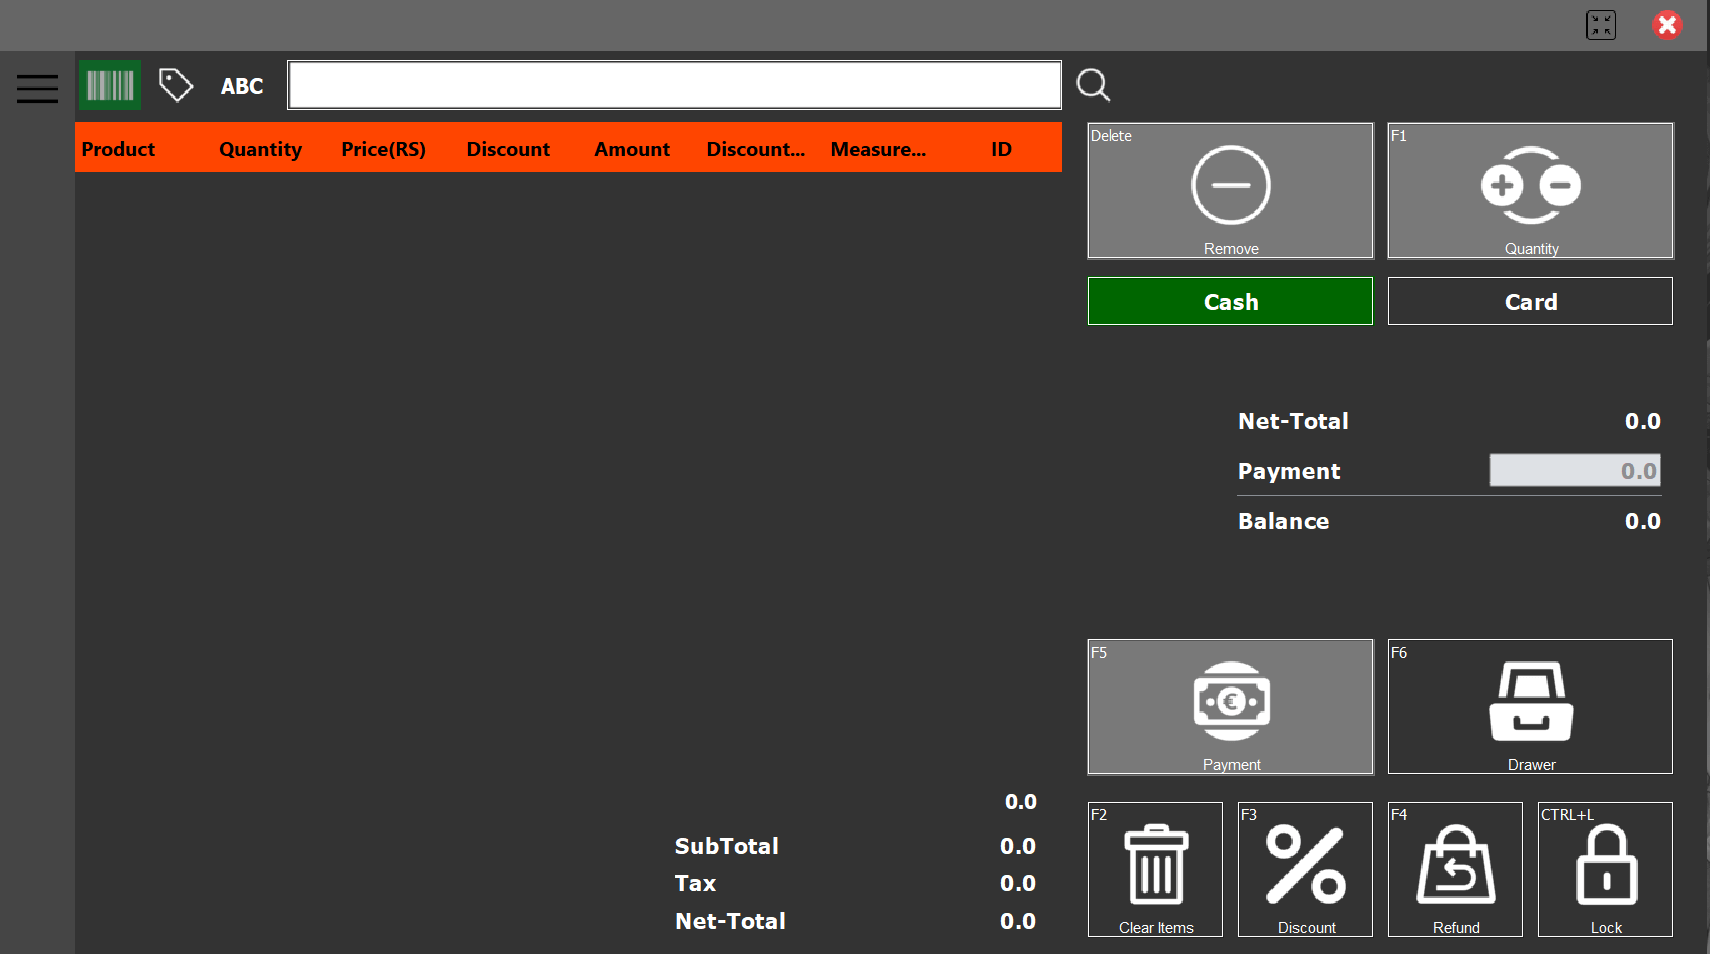 ABC
Product Quantity Price(RS) Discount Amount Discount... Measure... ID
Delete
Remove
F1
Quantity
Cash
Card
Net-Total 0.0
Payment 0.0
Balance 0.0
F5
Payment
F6
Drawer
0.0
SubTotal 0.0
Tax 0.0
Net-Total 0.0
F2
Clear Items
F3
Discount
F4
Refund
CTRL+L
Lock